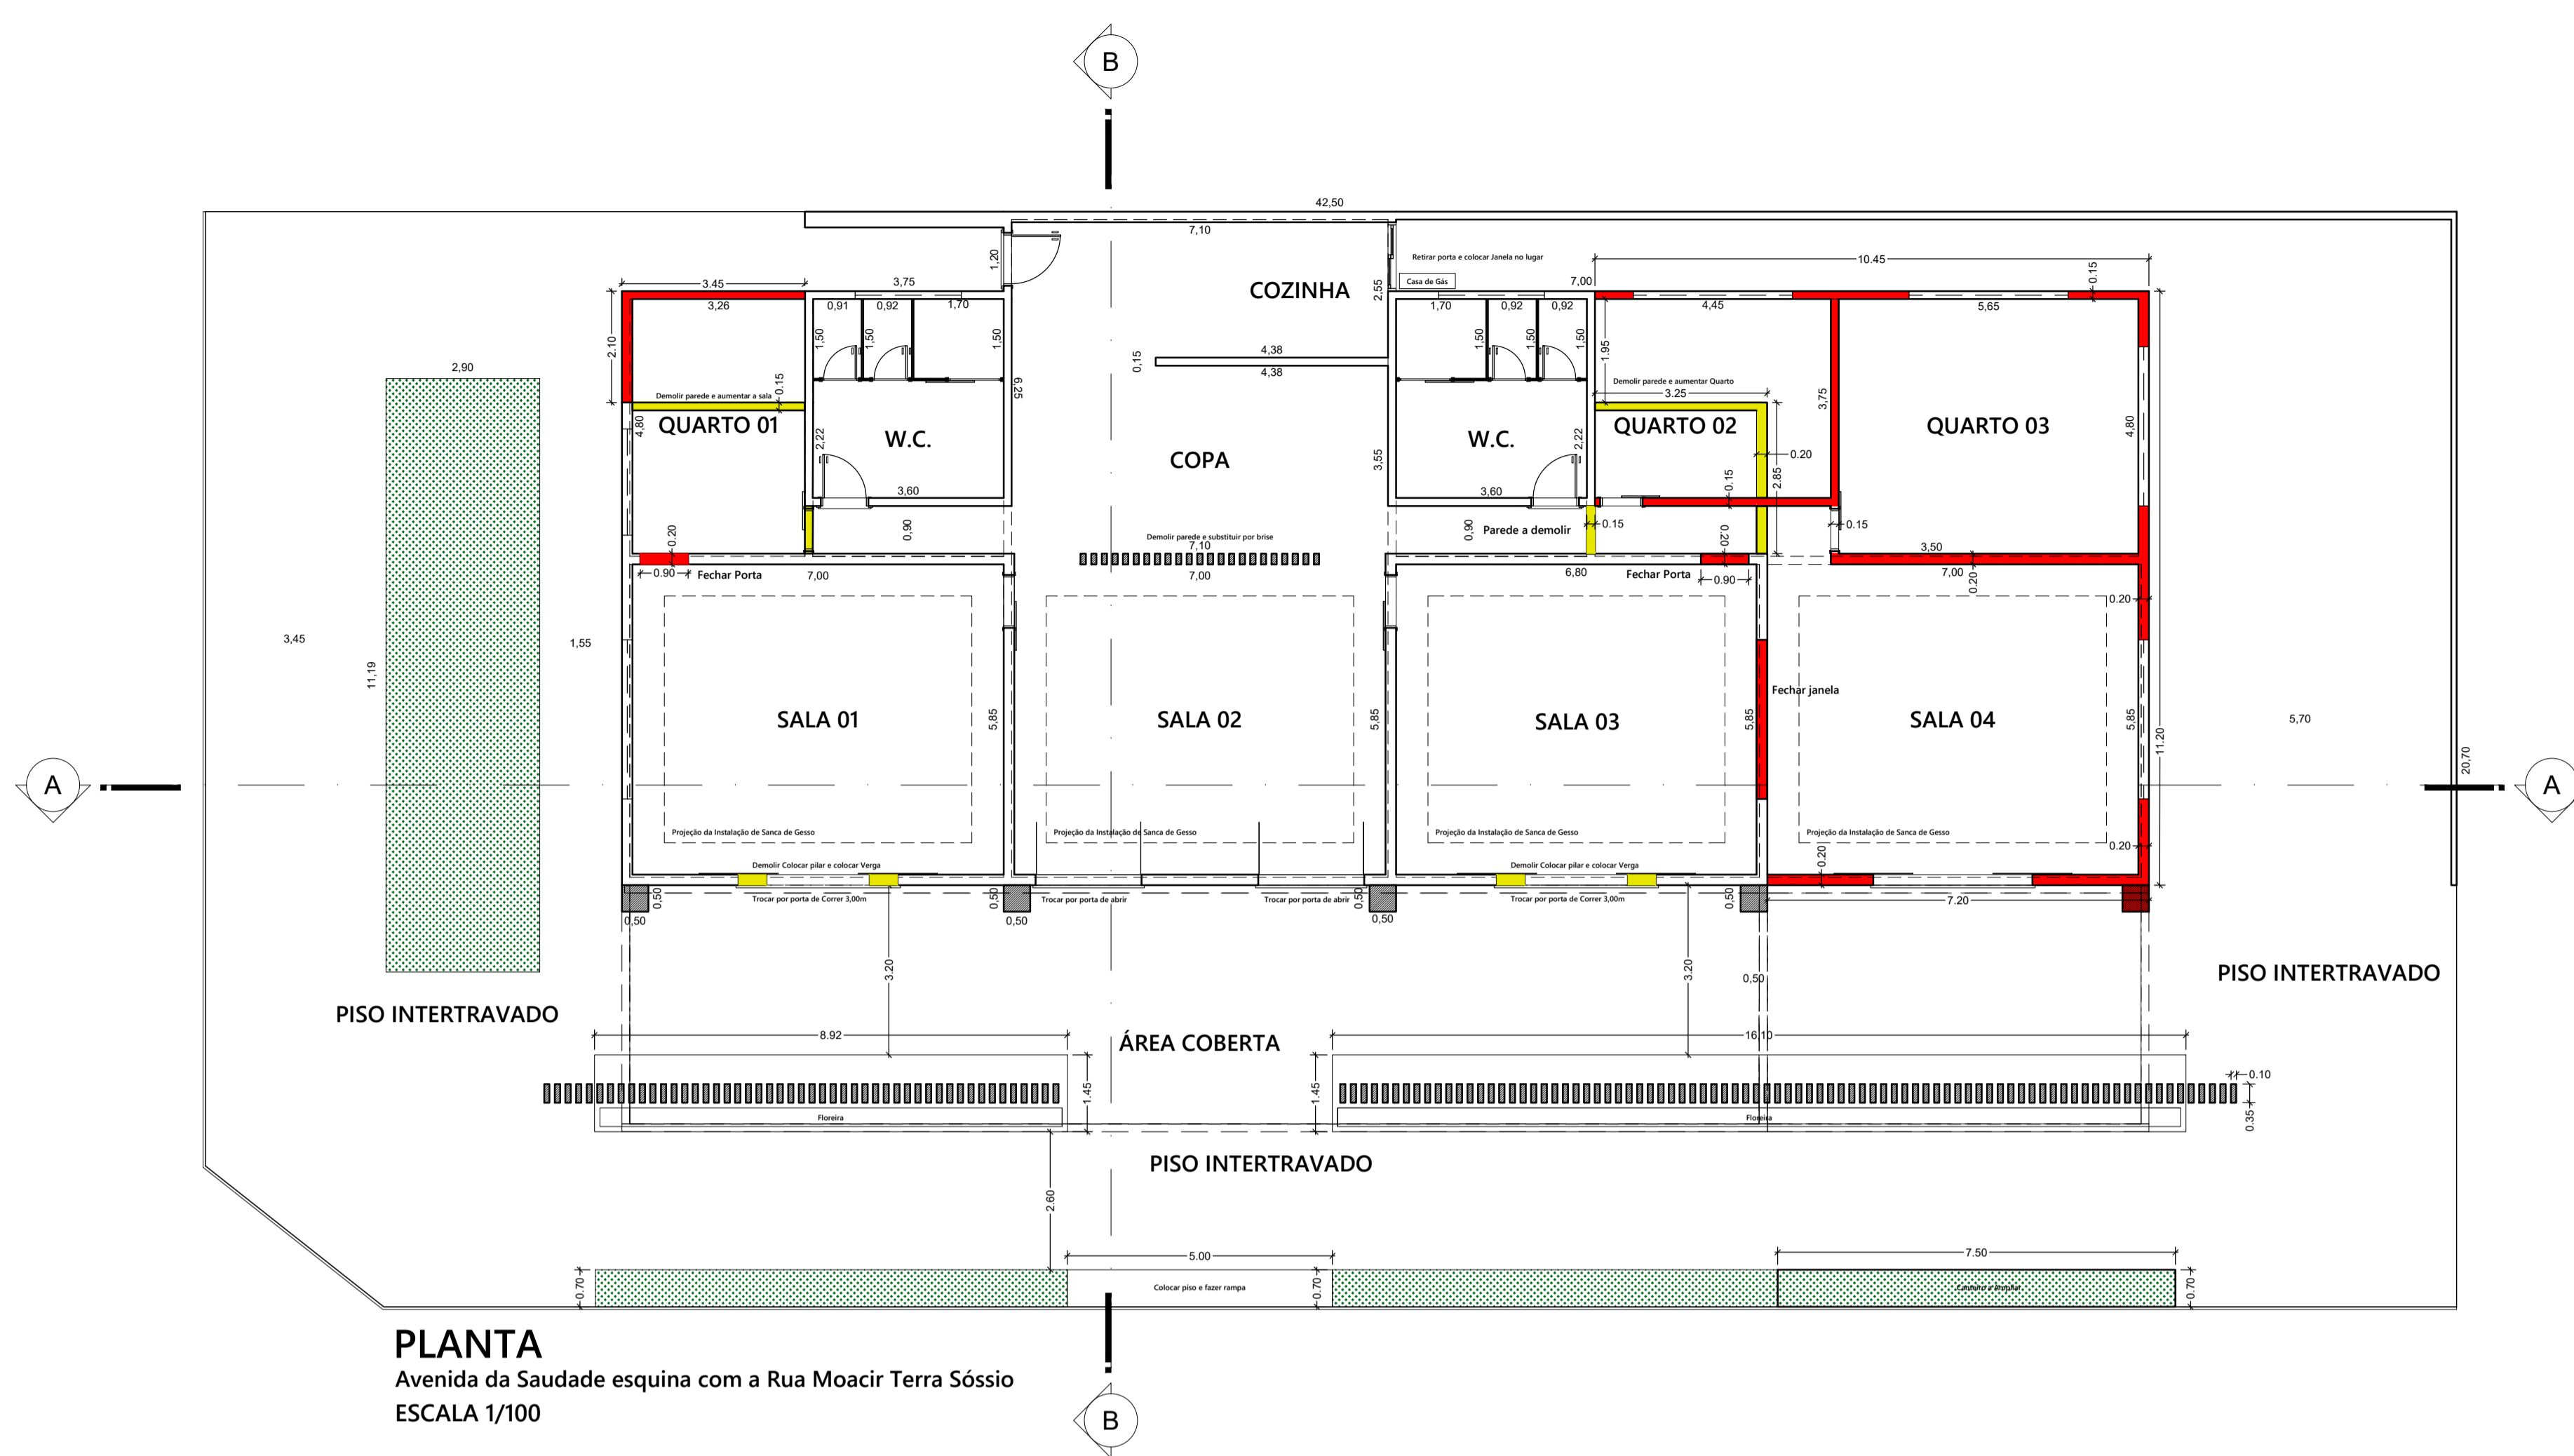 B
42,50
7,10
1,20
Retirar porta e colocar Janela no lugar
10.45
0.15
3.45
3,75
COZINHA
2,55
Casa de Gás
7,00
3,26
0,91
0,92
1,70
1,70
0,92
0,92
4,45
5,65
2.10
1,50
1,50
1,50
1,50
1,50
1,50
1.95
0,15
4,38
4,38
2,90
6,25
0.15
Demolir parede e aumentar a sala
Demolir parede e aumentar Quarto
3.25
3,75
4,80
QUARTO 01
2,22
W.C.
COPA
3,55
W.C.
2,22
QUARTO 02
QUARTO 03
4,80
0.20
2.85
0.15
3,60
3,60
0,90
0,90
Parede a demolir
0.15
0.15
0.20
Demolir parede e substituir por brise
7,10
0.20
3,50
0.90
Fechar Porta
7,00
7,00
6,80
Fechar Porta
0.90
7,00
0.20
0.20
3,45
11,19
1,55
5,85
5,85
5,85
5,85
Fechar janela
SALA 01
SALA 02
SALA 03
SALA 04
11.20
5,70
20,70
A
A
Projeção da Instalação de Sanca de Gesso
Projeção da Instalação de Sanca de Gesso
Projeção da Instalação de Sanca de Gesso
Projeção da Instalação de Sanca de Gesso
0.20
0.20
Demolir Colocar pilar e colocar Verga
Demolir Colocar pilar e colocar Verga
0,50
0,50
0,50
0,50
Trocar por porta de Correr 3,00m
Trocar por porta de abrir
Trocar por porta de abrir
Trocar por porta de Correr 3,00m
7.20
0,50
0,50
0,50
3.20
3.20
0,50
PISO INTERTRAVADO
PISO INTERTRAVADO
8.92
ÁREA COBERTA
16,10
1.45
1.45
0.10
0.35
Floreira
Floreira
PISO INTERTRAVADO
2.60
5.00
7.50
0.70
Colocar piso e fazer rampa
0.70
Canteiro a Ampliar
0.70
PLANTA
Avenida da Saudade esquina com a Rua Moacir Terra Sóssio
ESCALA 1/100
B